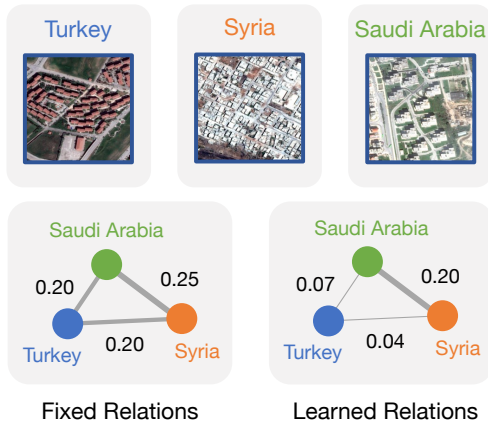 Turkey
Syria
Saudi Arabia
Saudi Arabia
0.20
0.25
Turkey
0.20
Syria
Saudi Arabia
0.07
0.20
Turkey
0.04
Syria
Fixed Relations
Learned Relations